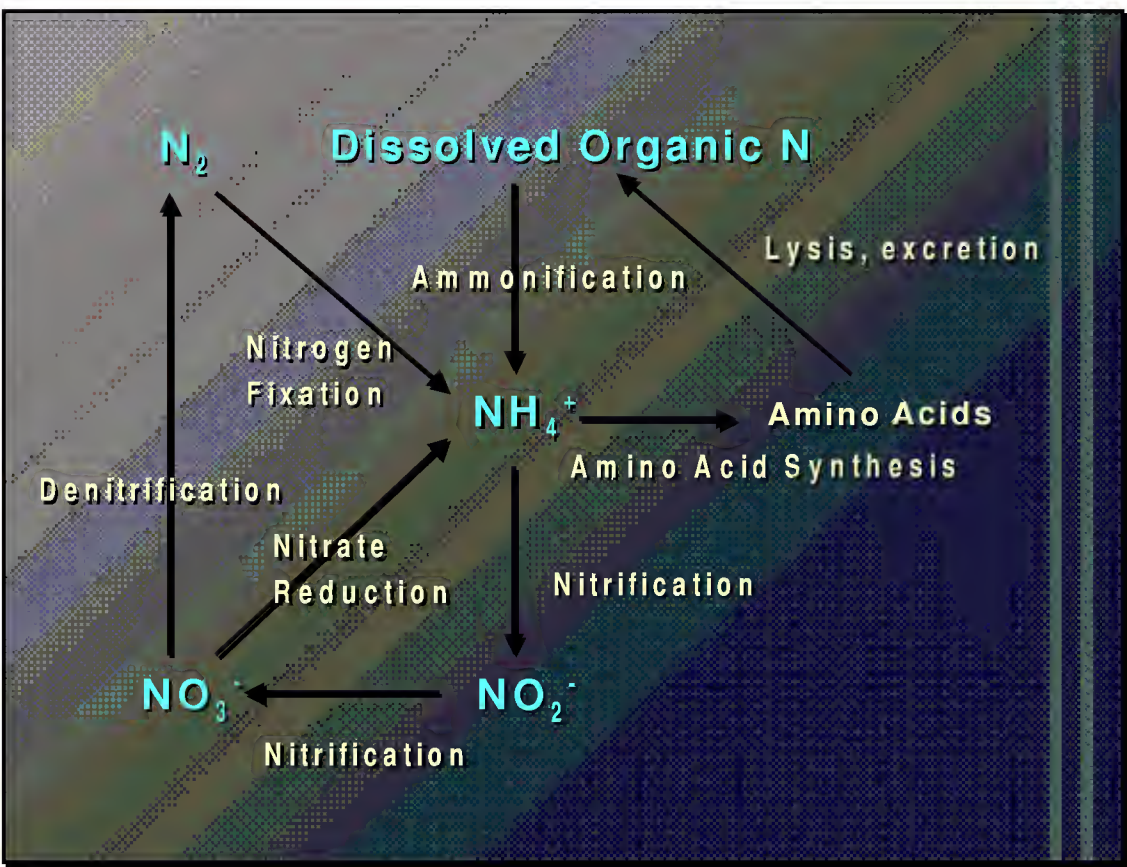 N₂ Dissolved Organic N
Lysis, excretion
Ammonification
Nitrogen
Fixation
NH₄⁺ Amino Acids
Amino Acid Synthesis
Denitrification
Nitrate
Reduction
Nitrification
NO₃⁻ NO₂⁻
Nitrification